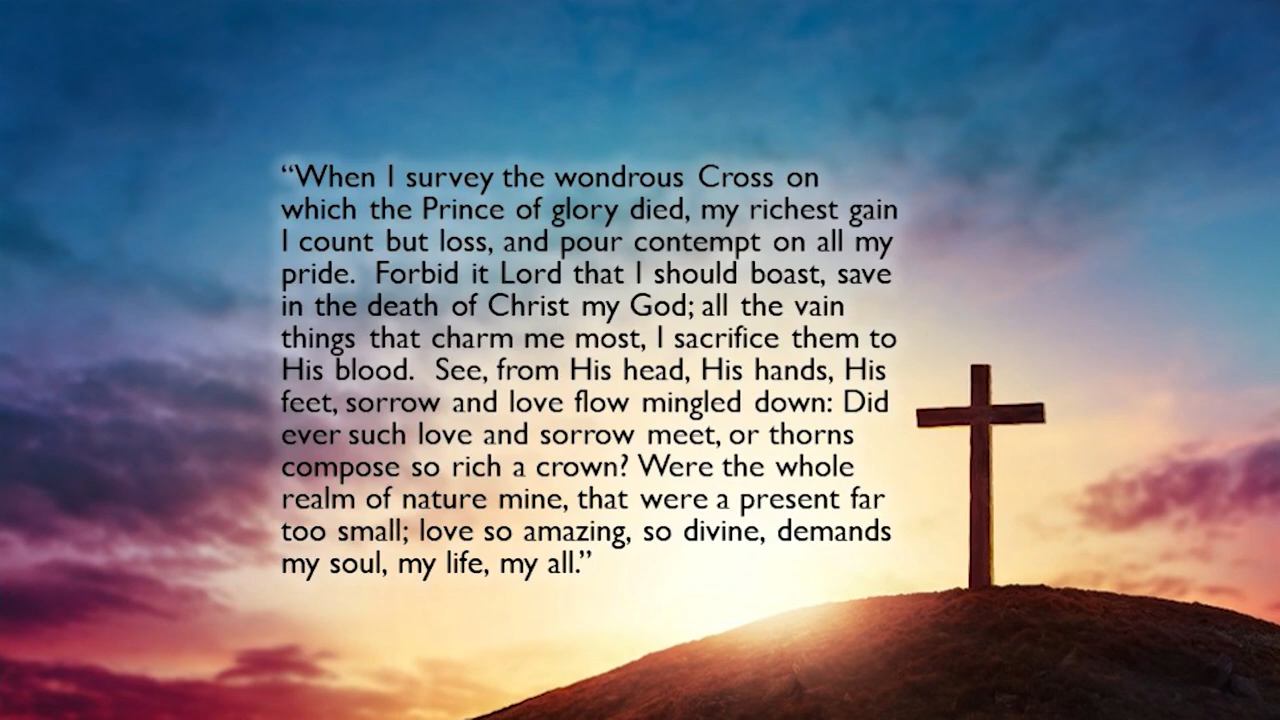 “When I survey the wondrous Cross on
which the Prince of glory died, my richest gain
I count but loss, and pour contempt on all my
pride.  Forbid it Lord that I should boast, save
in the death of Christ my God; all the vain
things that charm me most, I sacrifice them to
His blood.  See, from His head, His hands, His
feet, sorrow and love flow mingled down: Did
ever such love and sorrow meet, or thorns
compose so rich a crown? Were the whole
realm of nature mine, that were a present far
too small; love so amazing, so divine, demands
my soul, my life, my all.”